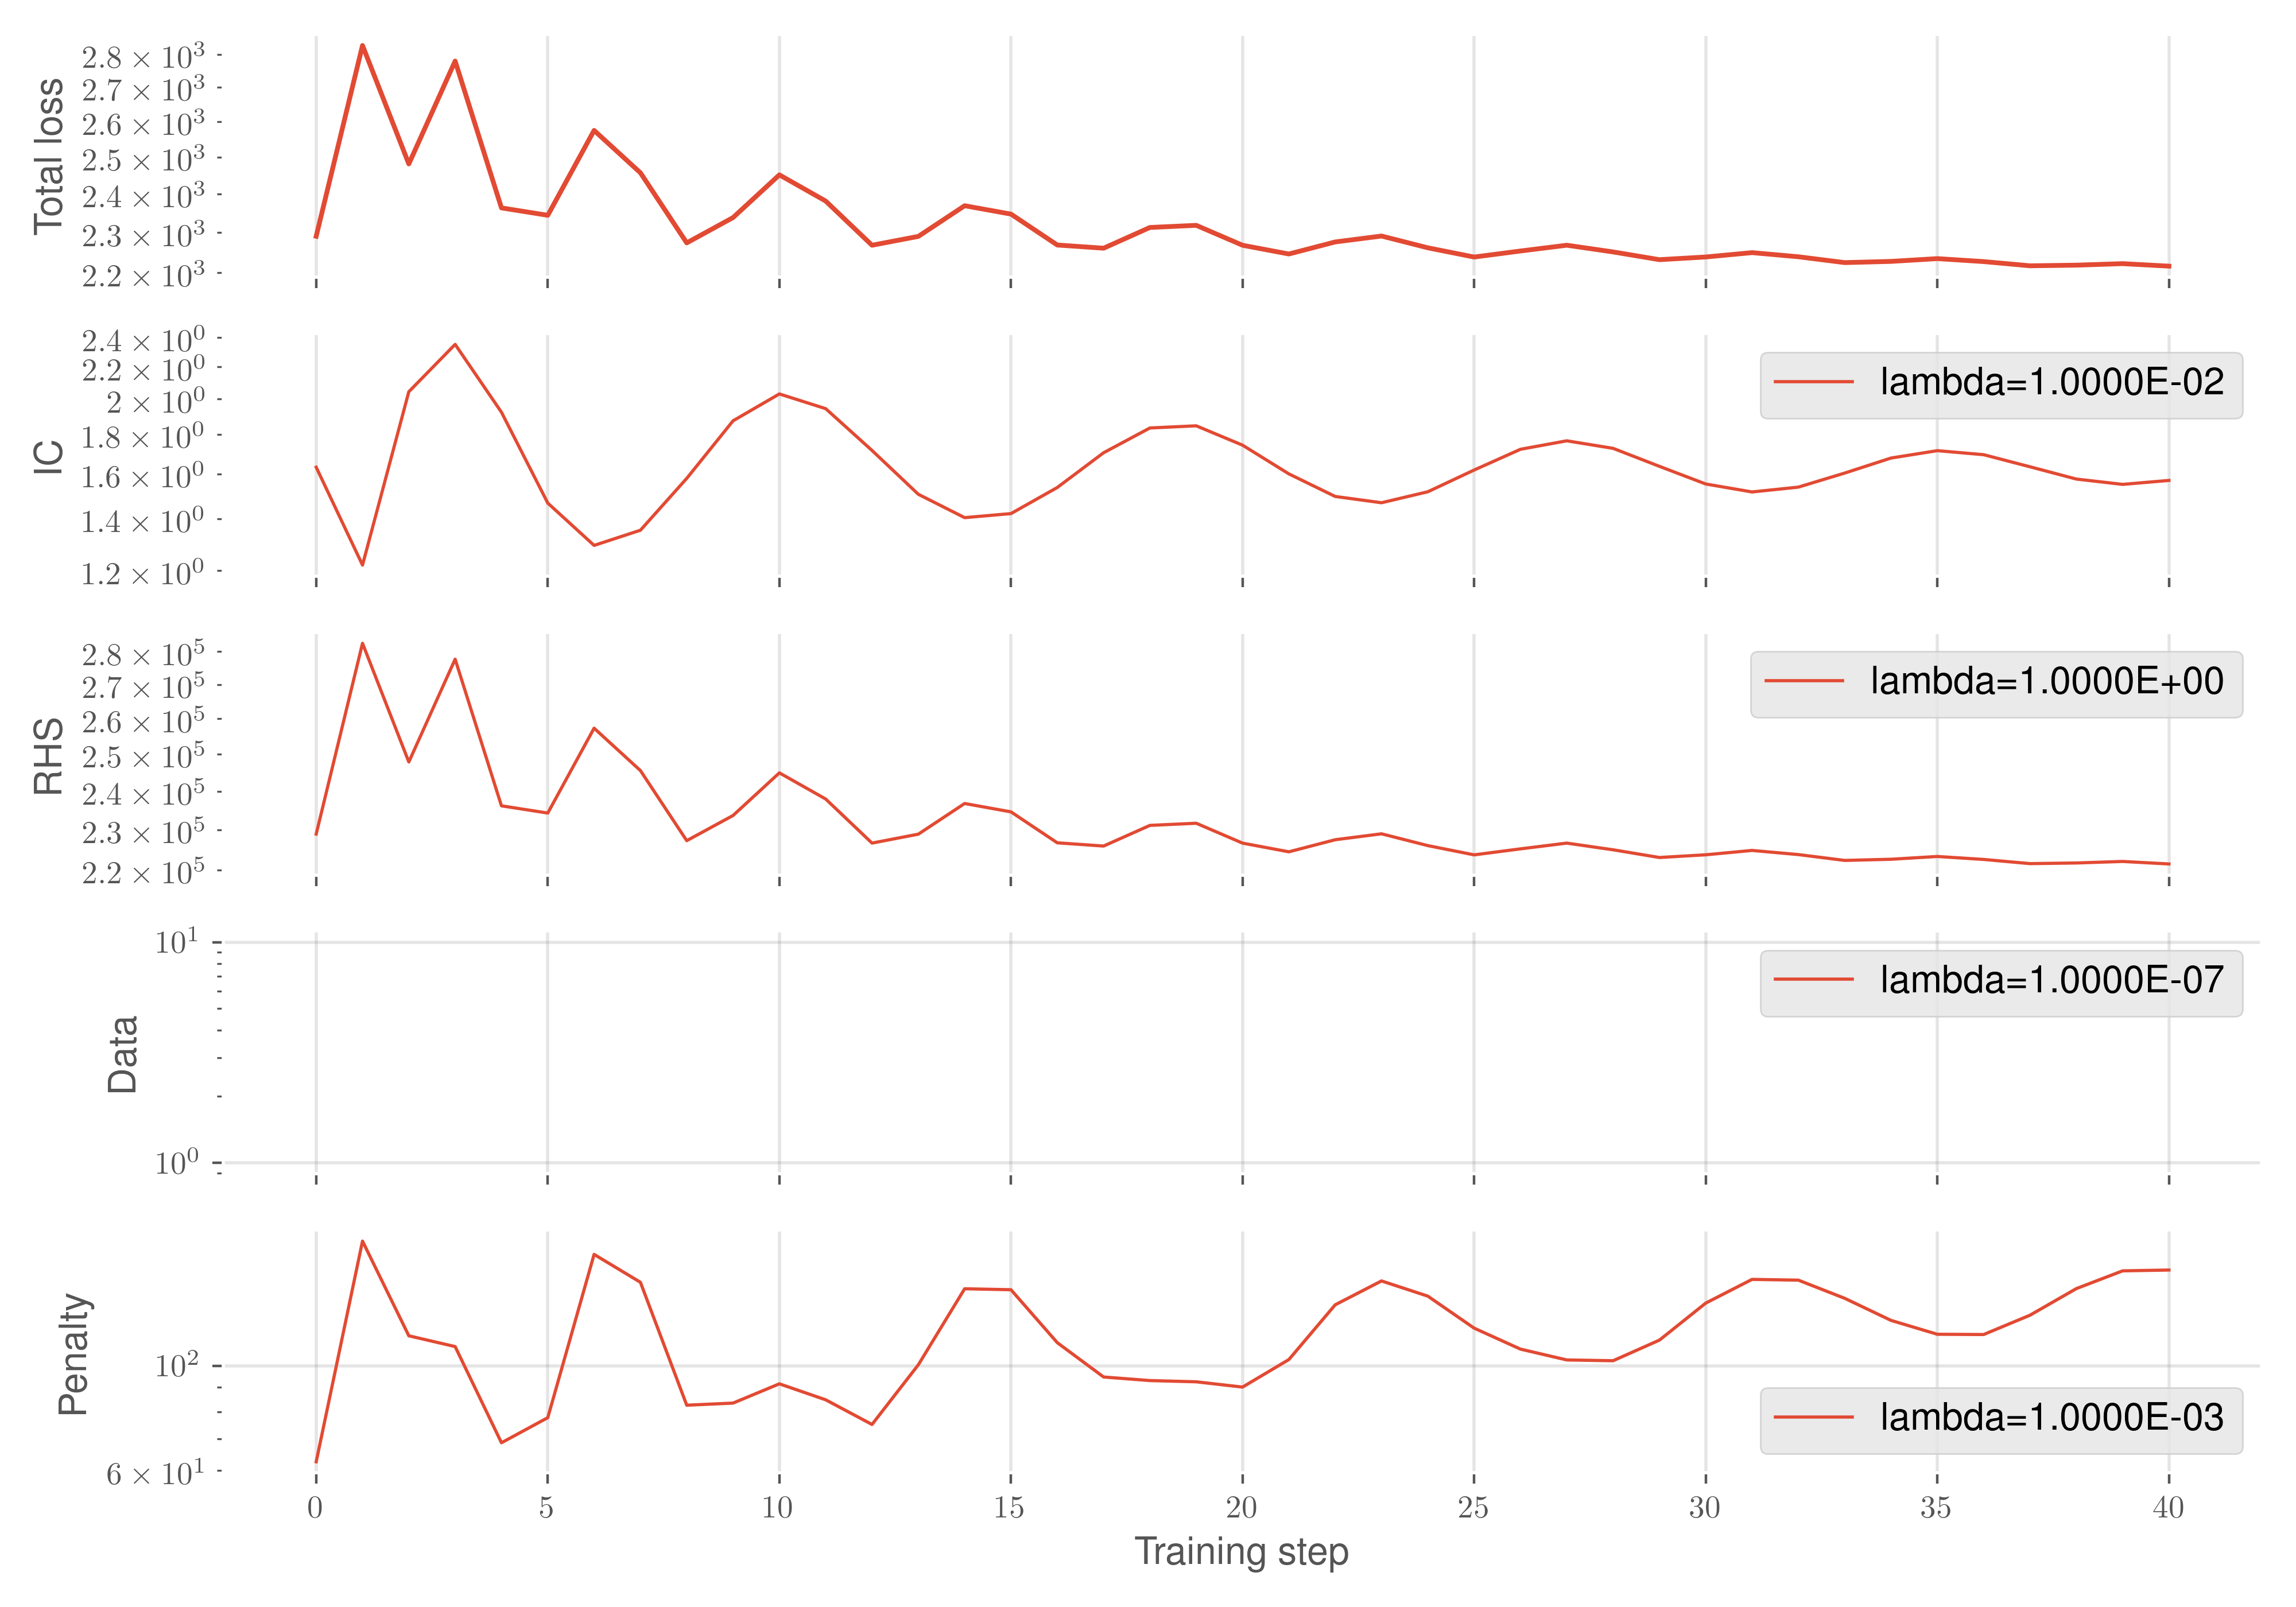 Total loss
2.8 × 10³
2.7 × 10³
2.6 × 10³
2.5 × 10³
2.4 × 10³
2.3 × 10³
2.2 × 10³
IC
2.4 × 10⁰
2.2 × 10⁰
2 × 10⁰
1.8 × 10⁰
1.6 × 10⁰
1.4 × 10⁰
1.2 × 10⁰
lambda=1.0000E-02
RHS
2.8 × 10⁵
2.7 × 10⁵
2.6 × 10⁵
2.5 × 10⁵
2.4 × 10⁵
2.3 × 10⁵
2.2 × 10⁵
lambda=1.0000E+00
Data
10¹
10⁰
lambda=1.0000E-07
Penalty
10²
6 × 10¹
lambda=1.0000E-03
0 5 10 15 20 25 30 35 40
Training step